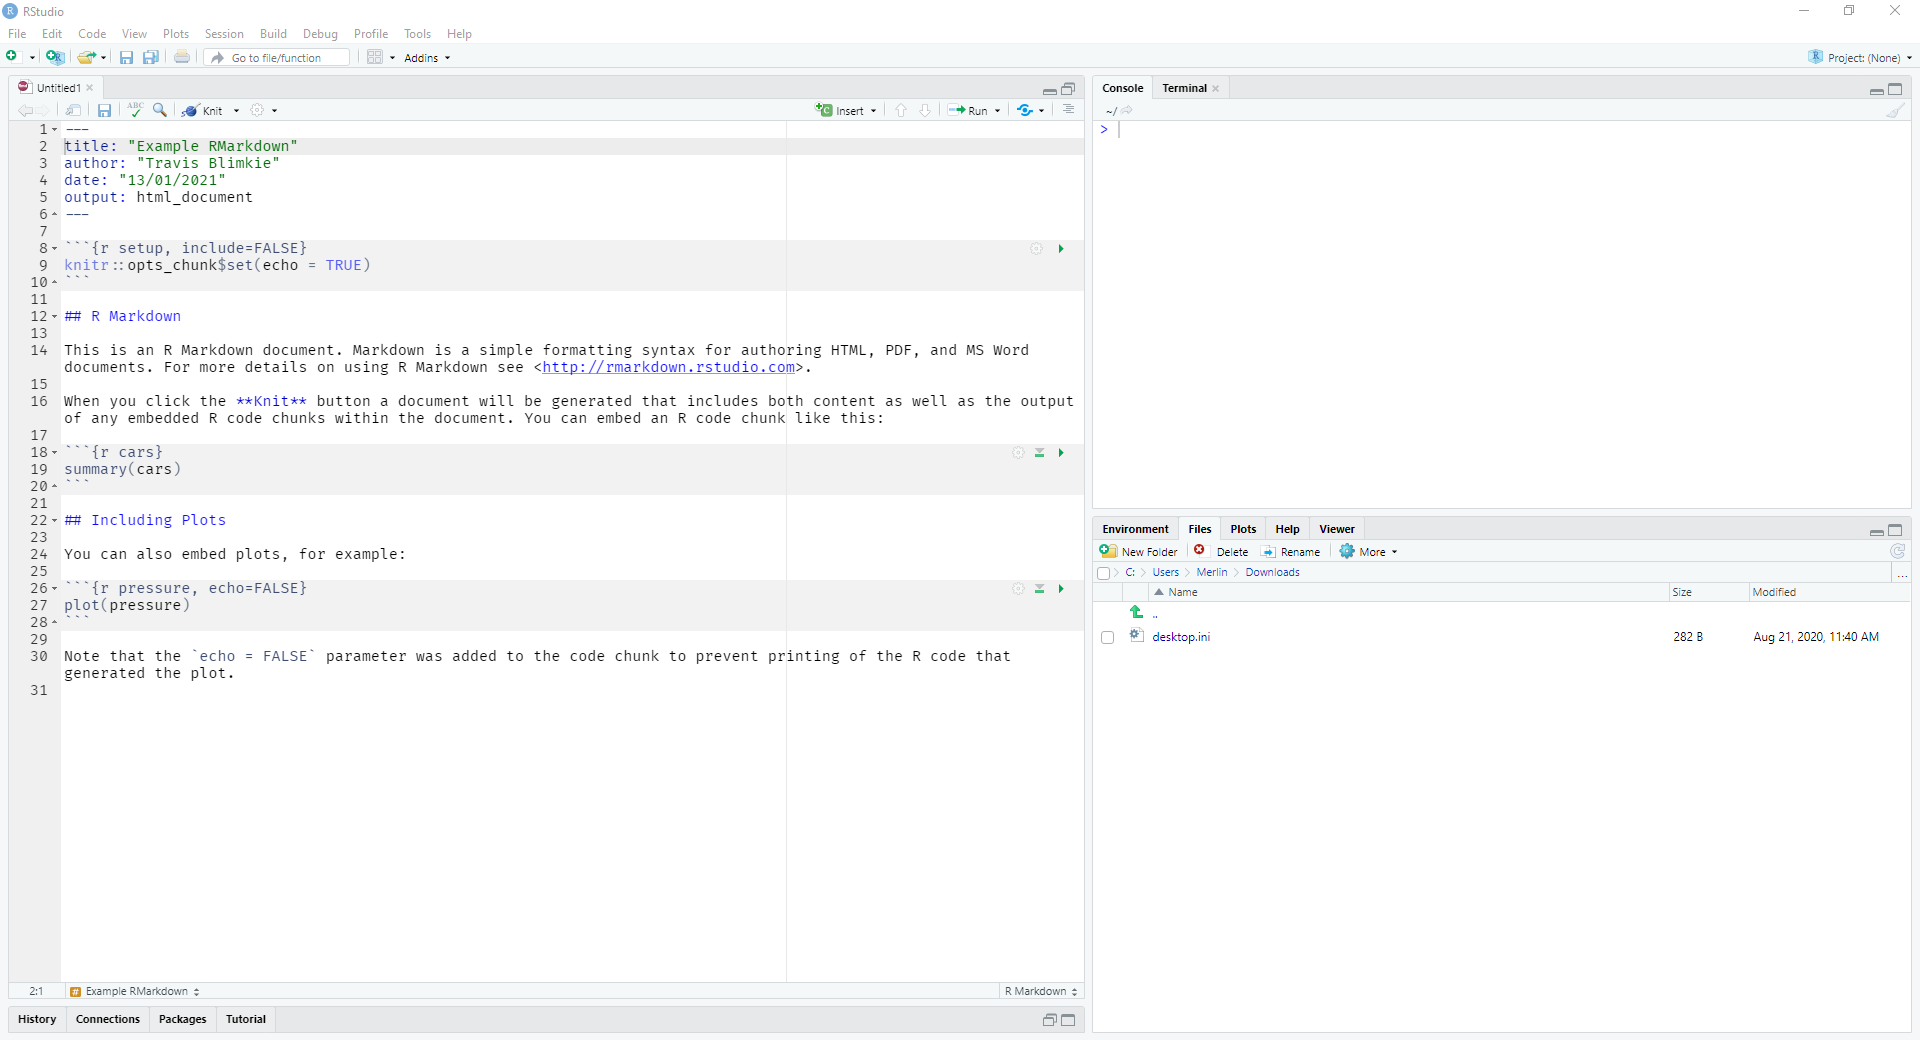 RStudio
File Edit Code View Plots Session Build Debug Profile Tools Help
Go to file/function Addins Project: (None)
Untitled1
ABC Knit Insert Run
1 ---
2 title: "Example RMarkdown"
3 author: "Travis Blimkie"
4 date: "13/01/2021"
5 output: html_document
6 ---
7
8 ```{r setup, include=FALSE}
9 knitr::opts_chunk$set(echo = TRUE)
10 ```
11
12 ## R Markdown
13
14 This is an R Markdown document. Markdown is a simple formatting syntax for authoring HTML, PDF, and MS Word
documents. For more details on using R Markdown see <http://rmarkdown.rstudio.com>.
15
16 When you click the **Knit** button a document will be generated that includes both content as well as the output
of any embedded R code chunks within the document. You can embed an R code chunk like this:
17
18 ```{r cars}
19 summary(cars)
20 ```
21
22 ## Including Plots
23
24 You can also embed plots, for example:
25
26 ```{r pressure, echo=FALSE}
27 plot(pressure)
28 ```
29
30 Note that the `echo = FALSE` parameter was added to the code chunk to prevent printing of the R code that
generated the plot.
31
2:1 # Example RMarkdown R Markdown
History Connections Packages Tutorial
Console Terminal
~/
>
Environment Files Plots Help Viewer
New Folder Delete Rename More
C: Users Merlin Downloads ...
Name Size Modified
..
desktop.ini 282 B Aug 21, 2020, 11:40 AM